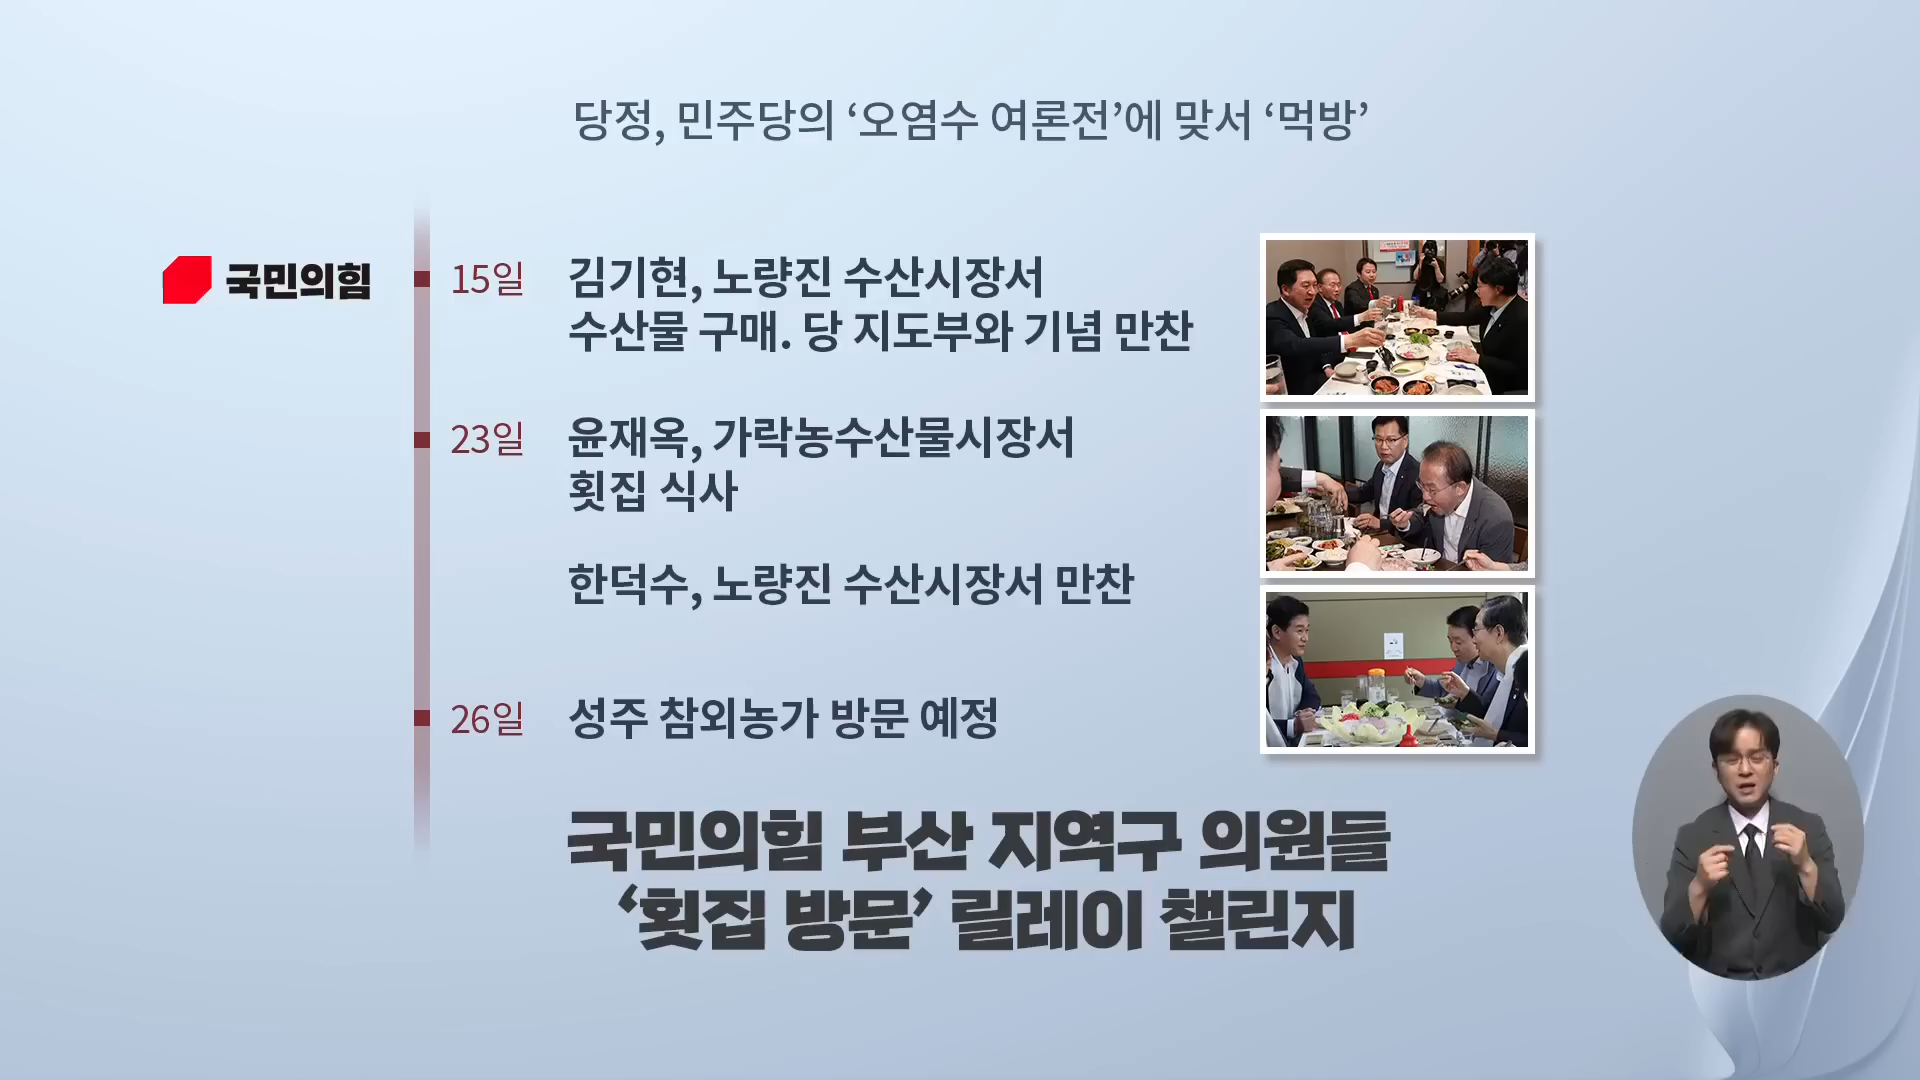 당정, 민주당의 ‘오염수 여론전’에 맞서 ‘먹방’
국민의힘
15일
김기현, 노량진 수산시장서
수산물 구매. 당 지도부와 기념 만찬
23일
윤재옥, 가락농수산물시장서
횟집 식사
한덕수, 노량진 수산시장서 만찬
26일
성주 참외농가 방문 예정
국민의힘 부산 지역구 의원들
‘횟집 방문’ 릴레이 챌린지